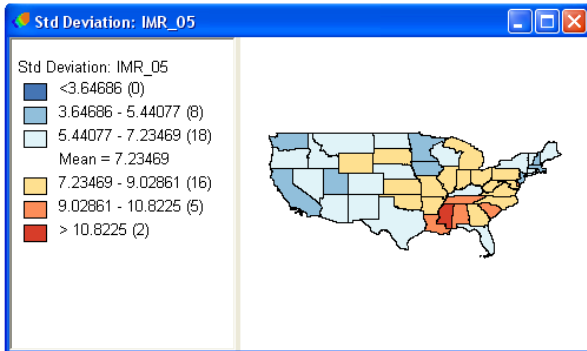 Std Deviation: IMR_05
Std Deviation: IMR_05
<3.64686 (0)
3.64686 - 5.44077 (8)
5.44077 - 7.23469 (18)
Mean = 7.23469
7.23469 - 9.02861 (16)
9.02861 - 10.8225 (5)
> 10.8225 (2)